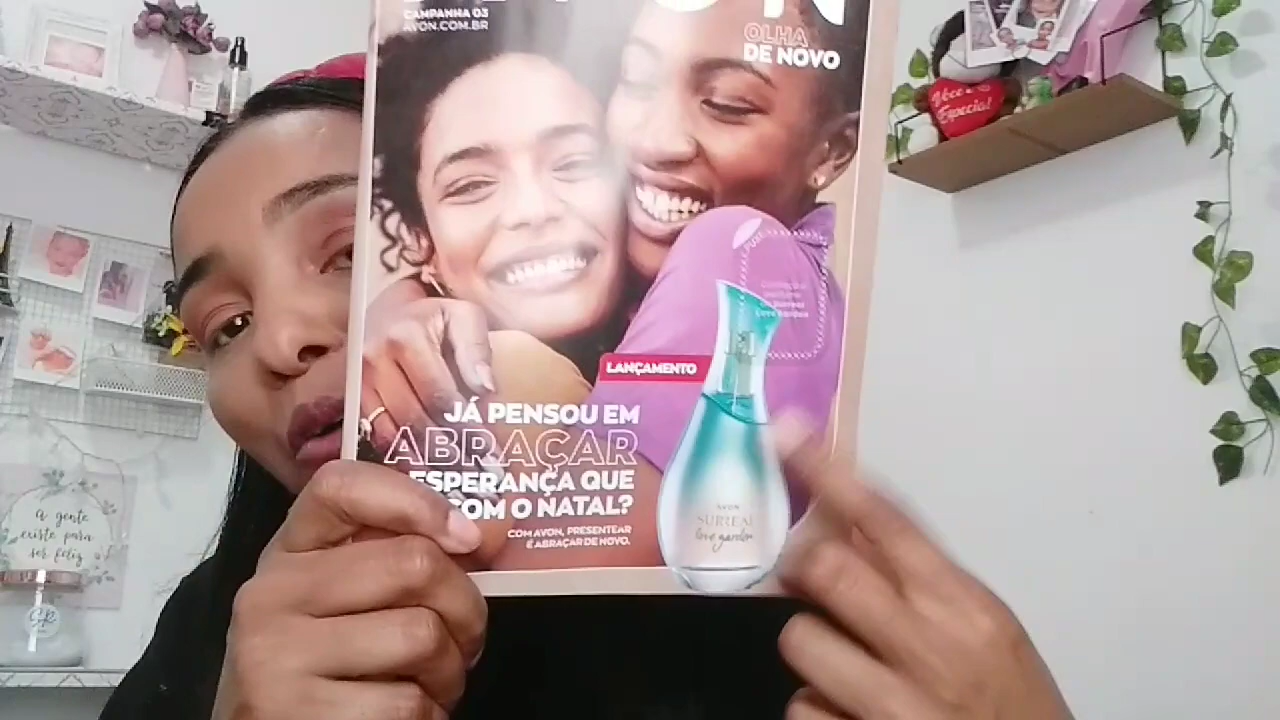 CAMPANHA 03
AVON.COM.BR
OLHA
DE NOVO
Você é
Especial!
LANÇAMENTO
JÁ PENSOU EM
ABRAÇAR
ESPERANÇA QUE
COM O NATAL?
COM AVON, PRESENTEAR
É ABRAÇAR DE NOVO.
AVON
SURREAL
love garden
A gente
existe para
ser feliz